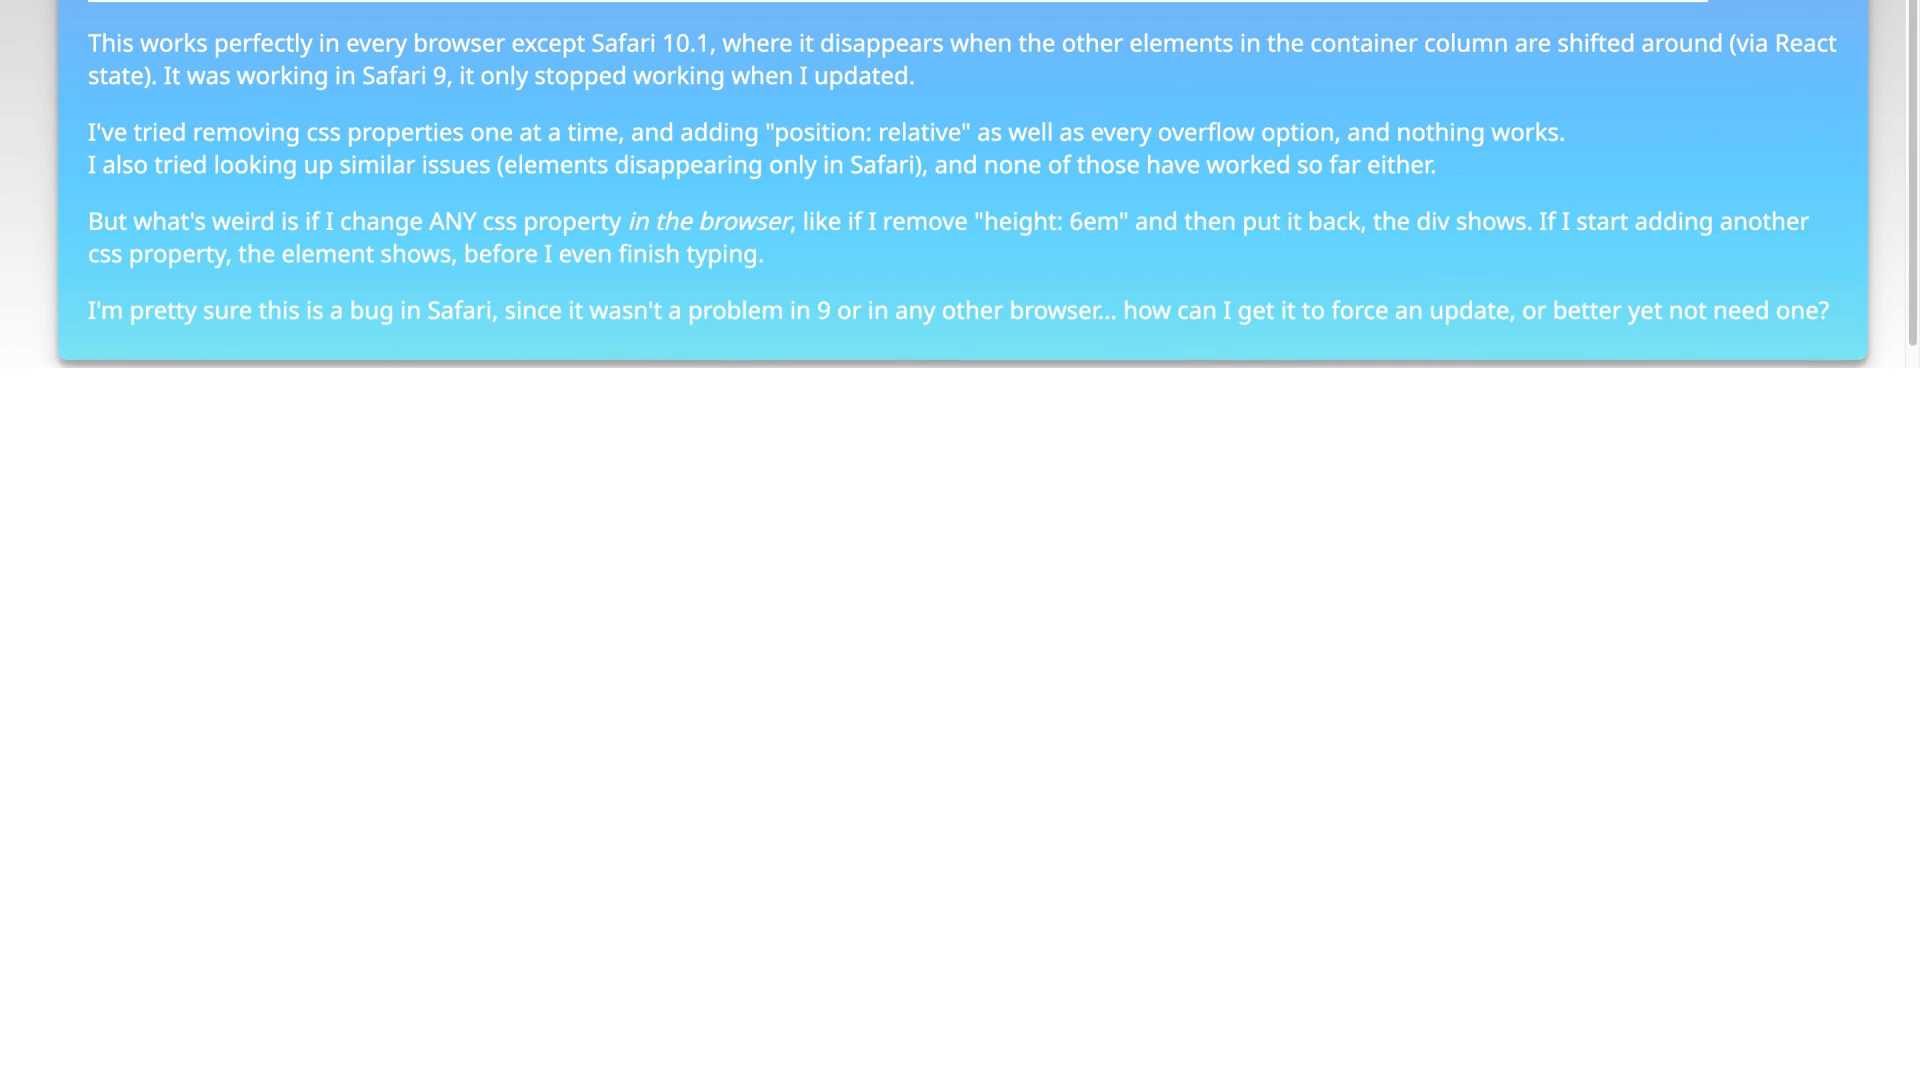 This works perfectly in every browser except Safari 10.1, where it disappears when the other elements in the container column are shifted around (via React
state). It was working in Safari 9, it only stopped working when I updated.
I've tried removing css properties one at a time, and adding "position: relative" as well as every overflow option, and nothing works.
I also tried looking up similar issues (elements disappearing only in Safari), and none of those have worked so far either.
But what's weird is if I change ANY css property in the browser, like if I remove "height: 6em" and then put it back, the div shows. If I start adding another
css property, the element shows, before I even finish typing.
I'm pretty sure this is a bug in Safari, since it wasn't a problem in 9 or in any other browser... how can I get it to force an update, or better yet not need one?